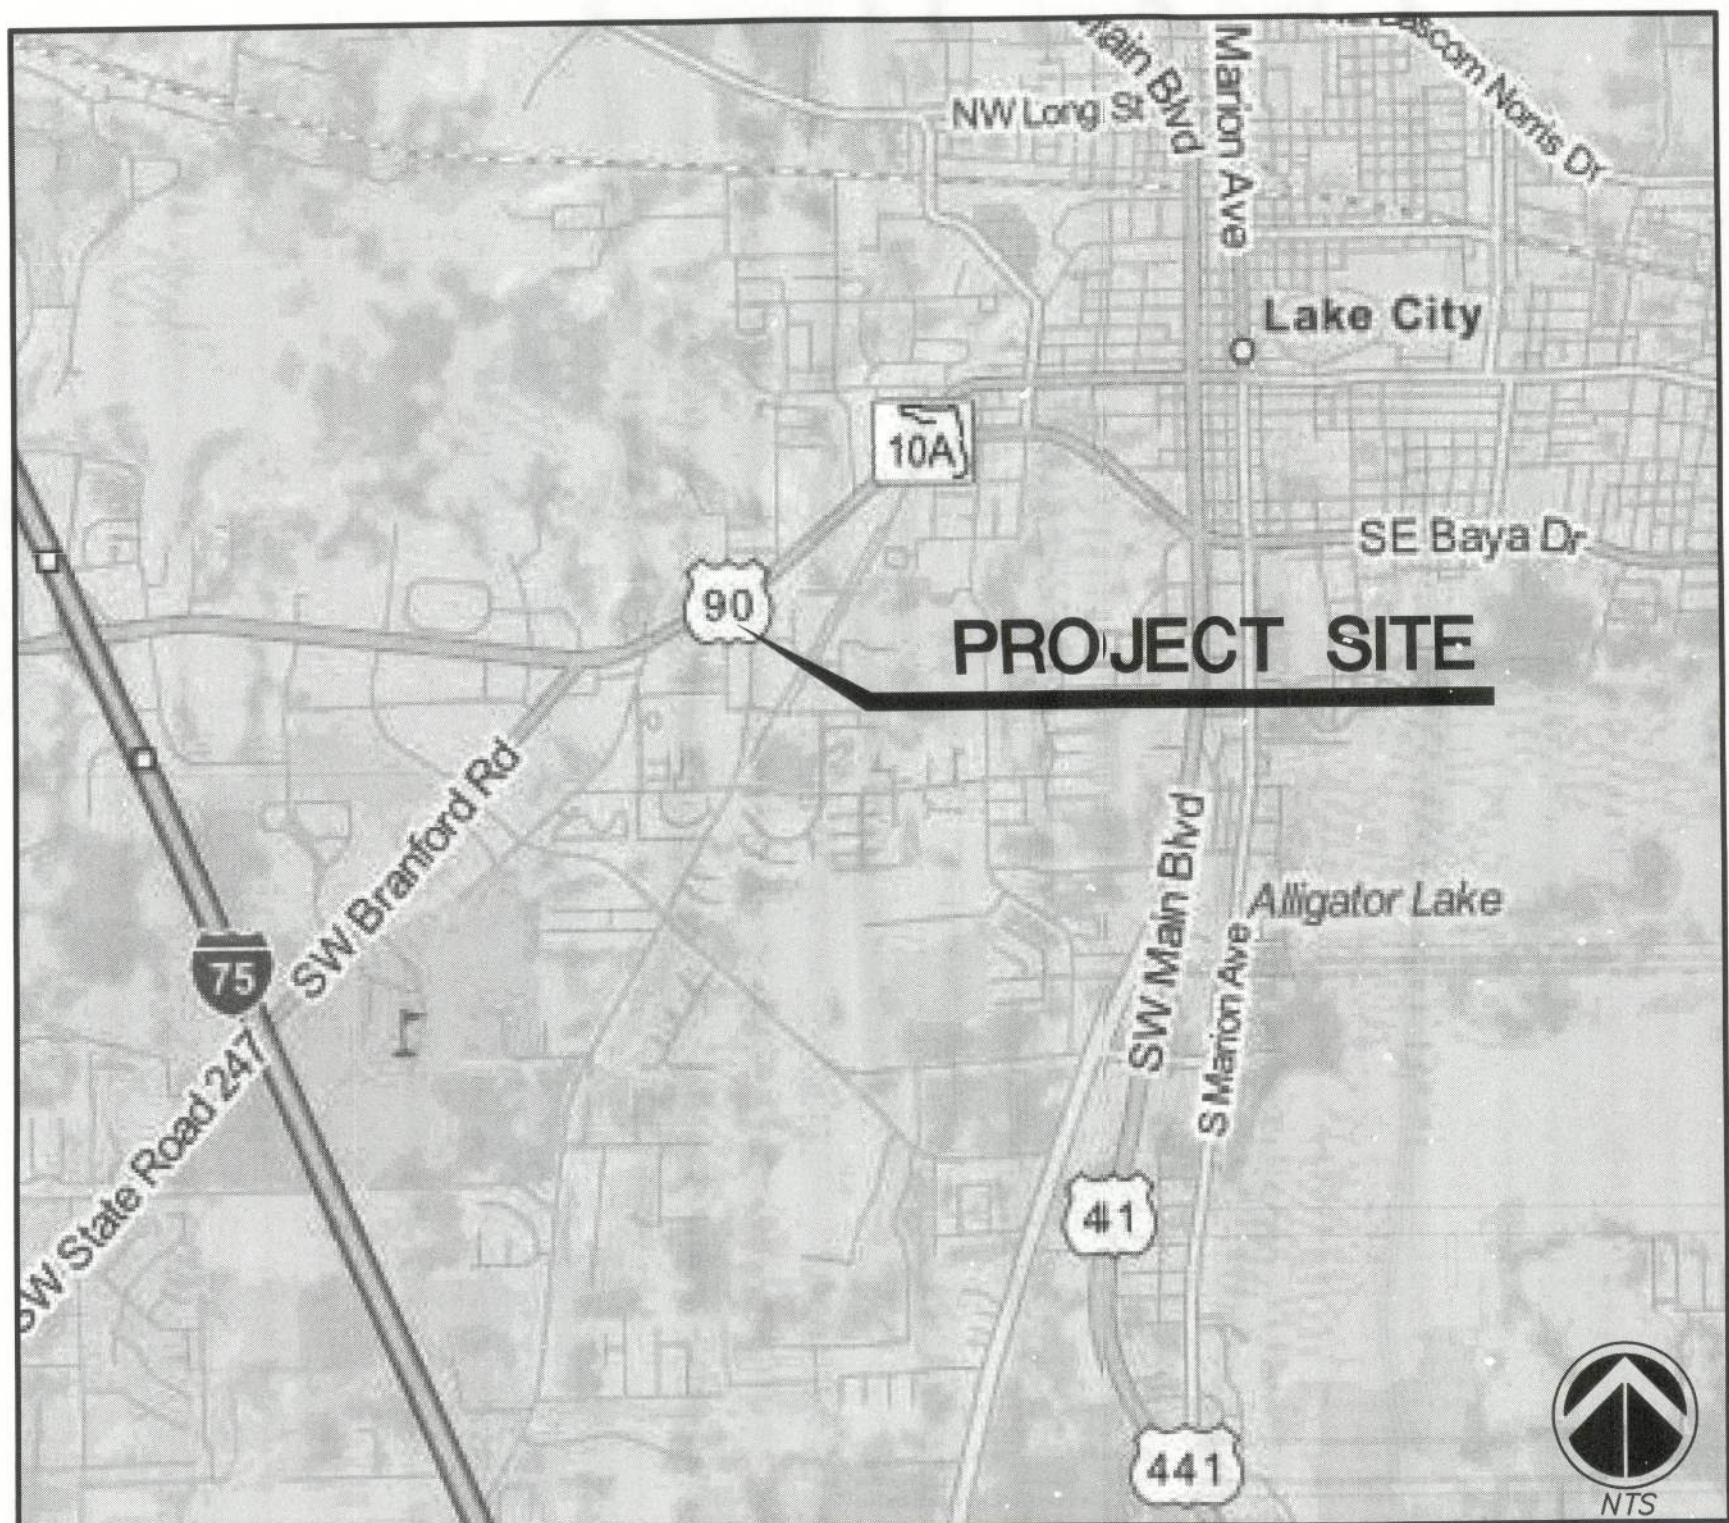 Main Blvd
Marion Ave
Bascom Norris Dr
NW Long St
Lake City
10A
SE Baya Dr
90
PROJECT SITE
SW Branford Rd
SW Main Blvd
Alligator Lake
S Marion Ave
75
SW State Road 247
41
441
NTS